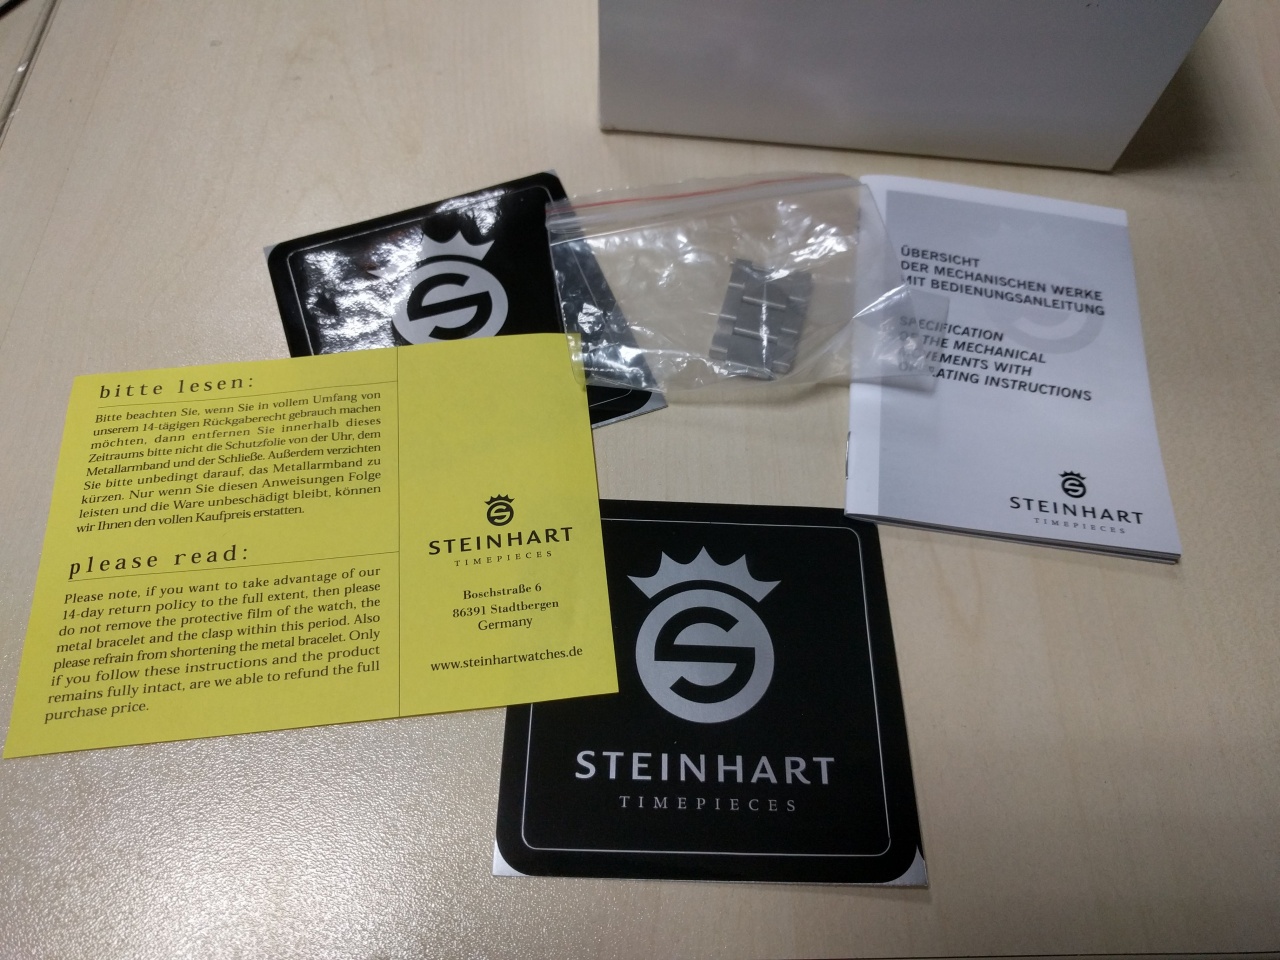 bitte lesen:
Bitte beachten Sie, wenn Sie in vollem Umfang von
unserem 14-tägigen Rückgaberecht gebrauch machen
möchten, dann entfernen Sie innerhalb dieses
Zeitraums bitte nicht die Schutzfolie von der Uhr, dem
Metallarmband und der Schließe. Außerdem verzichten
Sie bitte unbedingt darauf, das Metallarmband zu
kürzen. Nur wenn Sie diesen Anweisungen Folge
leisten und die Ware unbeschädigt bleibt, können
wir Ihnen den vollen Kaufpreis erstatten.
please read:
Please note, if you want to take advantage of our
14-day return policy to the full extent, then please
do not remove the protective film of the watch, the
metal bracelet and the clasp within this period. Also
please refrain from shortening the metal bracelet. Only
if you follow these instructions and the product
remains fully intact, are we able to refund the full
purchase price.
STEINHART
TIMEPIECES
Boschstraße 6
86391 Stadtbergen
Germany
www.steinhartwatches.de
ÜBERSICHT
DER MECHANISCHEN WERKE
MIT BEDIENUNGSANLEITUNG
SPECIFICATION
OF THE MECHANICAL
MOVEMENTS WITH
OPERATING INSTRUCTIONS
STEINHART
TIMEPIECES
STEINHART
TIMEPIECES